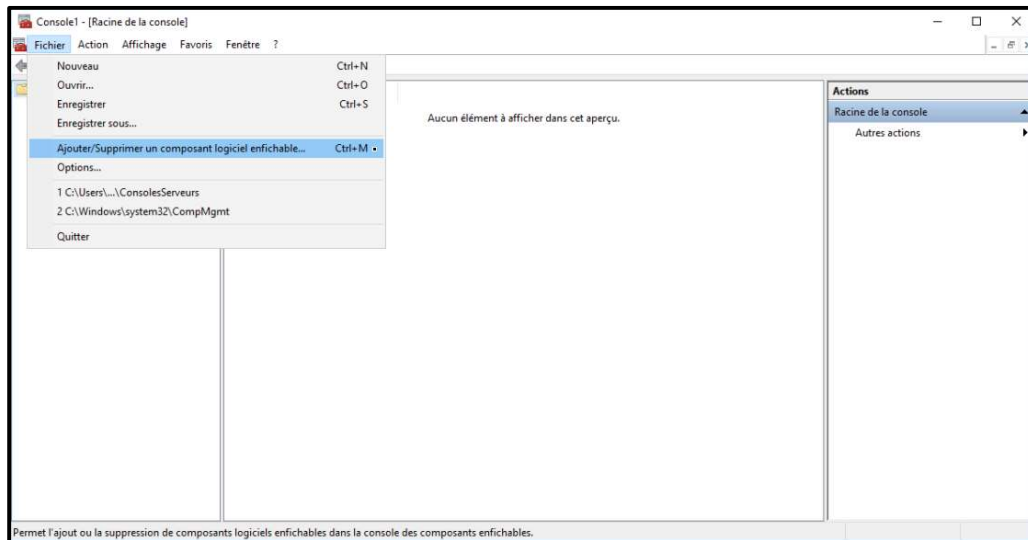 Console1 - [Racine de la console]
Fichier Action Affichage Favoris Fenêtre ?
Nouveau Ctrl+N
Ouvrir... Ctrl+O
Enregistrer Ctrl+S
Enregistrer sous...
Ajouter/Supprimer un composant logiciel enfichable... Ctrl+M
Options...
1 C:\Users\...\ConsolesServeurs
2 C:\Windows\system32\CompMgmt
Quitter
Aucun élément à afficher dans cet aperçu.
Actions
Racine de la console
Autres actions
Permet l'ajout ou la suppression de composants logiciels enfichables dans la console des composants enfichables.